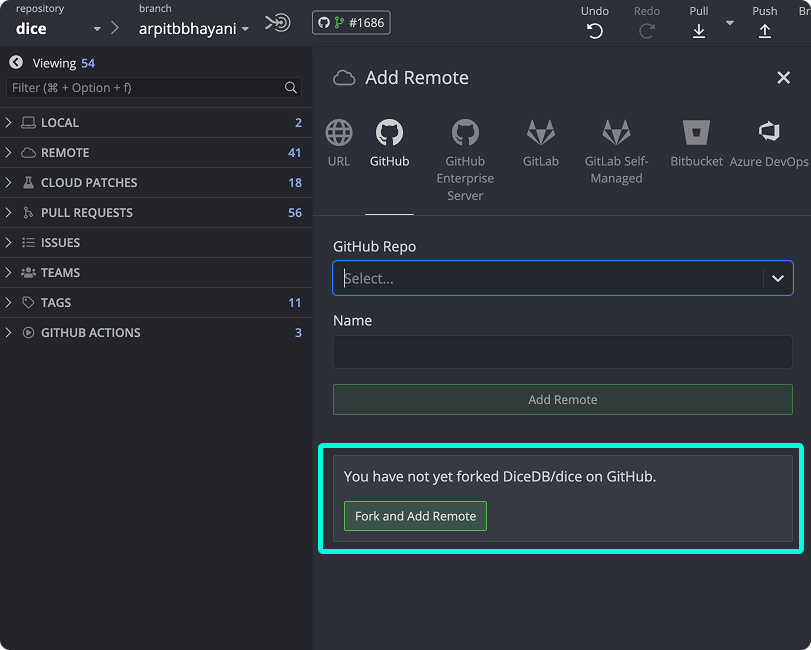 repository
branch
dice
arpitbbhayani
#1686
Undo
Redo
Pull
Push
Br
Viewing 54
Filter (⌘ + Option + f)
LOCAL 2
REMOTE 41
CLOUD PATCHES 18
PULL REQUESTS 56
ISSUES
TEAMS
TAGS 11
GITHUB ACTIONS 3
Add Remote
URL
GitHub
GitHub
Enterprise
Server
GitLab
GitLab Self-
Managed
Bitbucket
Azure DevOps
GitHub Repo
Select...
Name
Add Remote
You have not yet forked DiceDB/dice on GitHub.
Fork and Add Remote